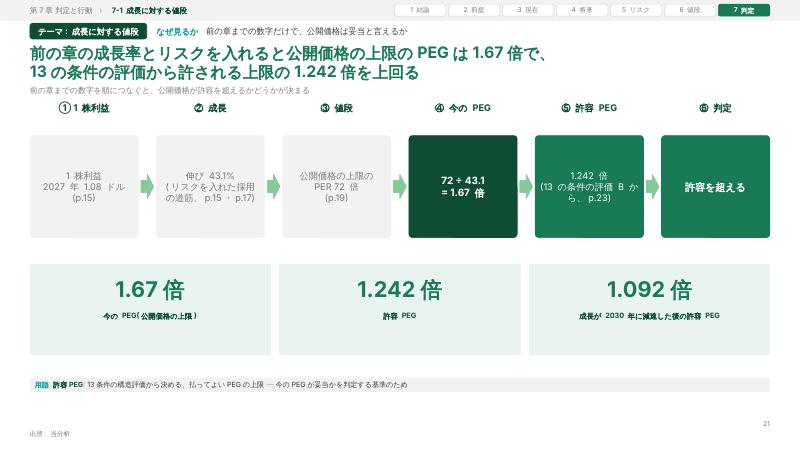 第 7 章 判定と行動 › 7-1 成長に対する値段
1 結論 2 前提 3 現在 4 将来 5 リスク 6 値段 7 判定
テーマ： 成長に対する値段 なぜ見るか 前の章までの数字だけで、公開価格は妥当と言えるか
前の章の成長率とリスクを入れると公開価格の上限の PEG は 1.67 倍で、
13 の条件の評価から許される上限の 1.242 倍を上回る
前の章までの数字を順につなぐと、公開価格が許容を超えるかどうかが決まる
① 1 株利益 ② 成長 ③ 値段 ④ 今の PEG ⑤ 許容 PEG ⑥ 判定
1 株利益
2027 年 1.08 ドル
(p.15)
伸び 43.1%
( リスクを入れた採用
の道筋、p.15 ・ p.17)
公開価格の上限の
PER 72 倍
(p.19)
72 ÷ 43.1
= 1.67 倍
1.242 倍
(13 の条件の評価 B か
ら、 p.23)
許容を超える
1.67 倍
今の PEG( 公開価格の上限 )
1.242 倍
許容 PEG
1.092 倍
成長が 2030 年に減速した後の許容 PEG
用語 許容 PEG: 13 条件の構造評価から決める、払ってよい PEG の上限 — 今の PEG が妥当かを判定する基準のため
21
出所： 当分析